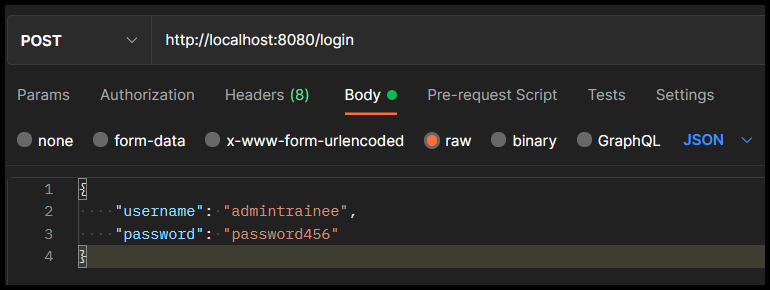 POST http://localhost:8080/login
Params Authorization Headers (8) Body Pre-request Script Tests Settings
none form-data x-www-form-urlencoded raw binary GraphQL JSON
1 {
2 "username": "admintrainee",
3 "password": "password456"
4 }